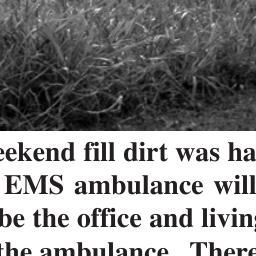 eekend fill dirt was ha
EMS ambulance will
be the office and living
the ambulance. There